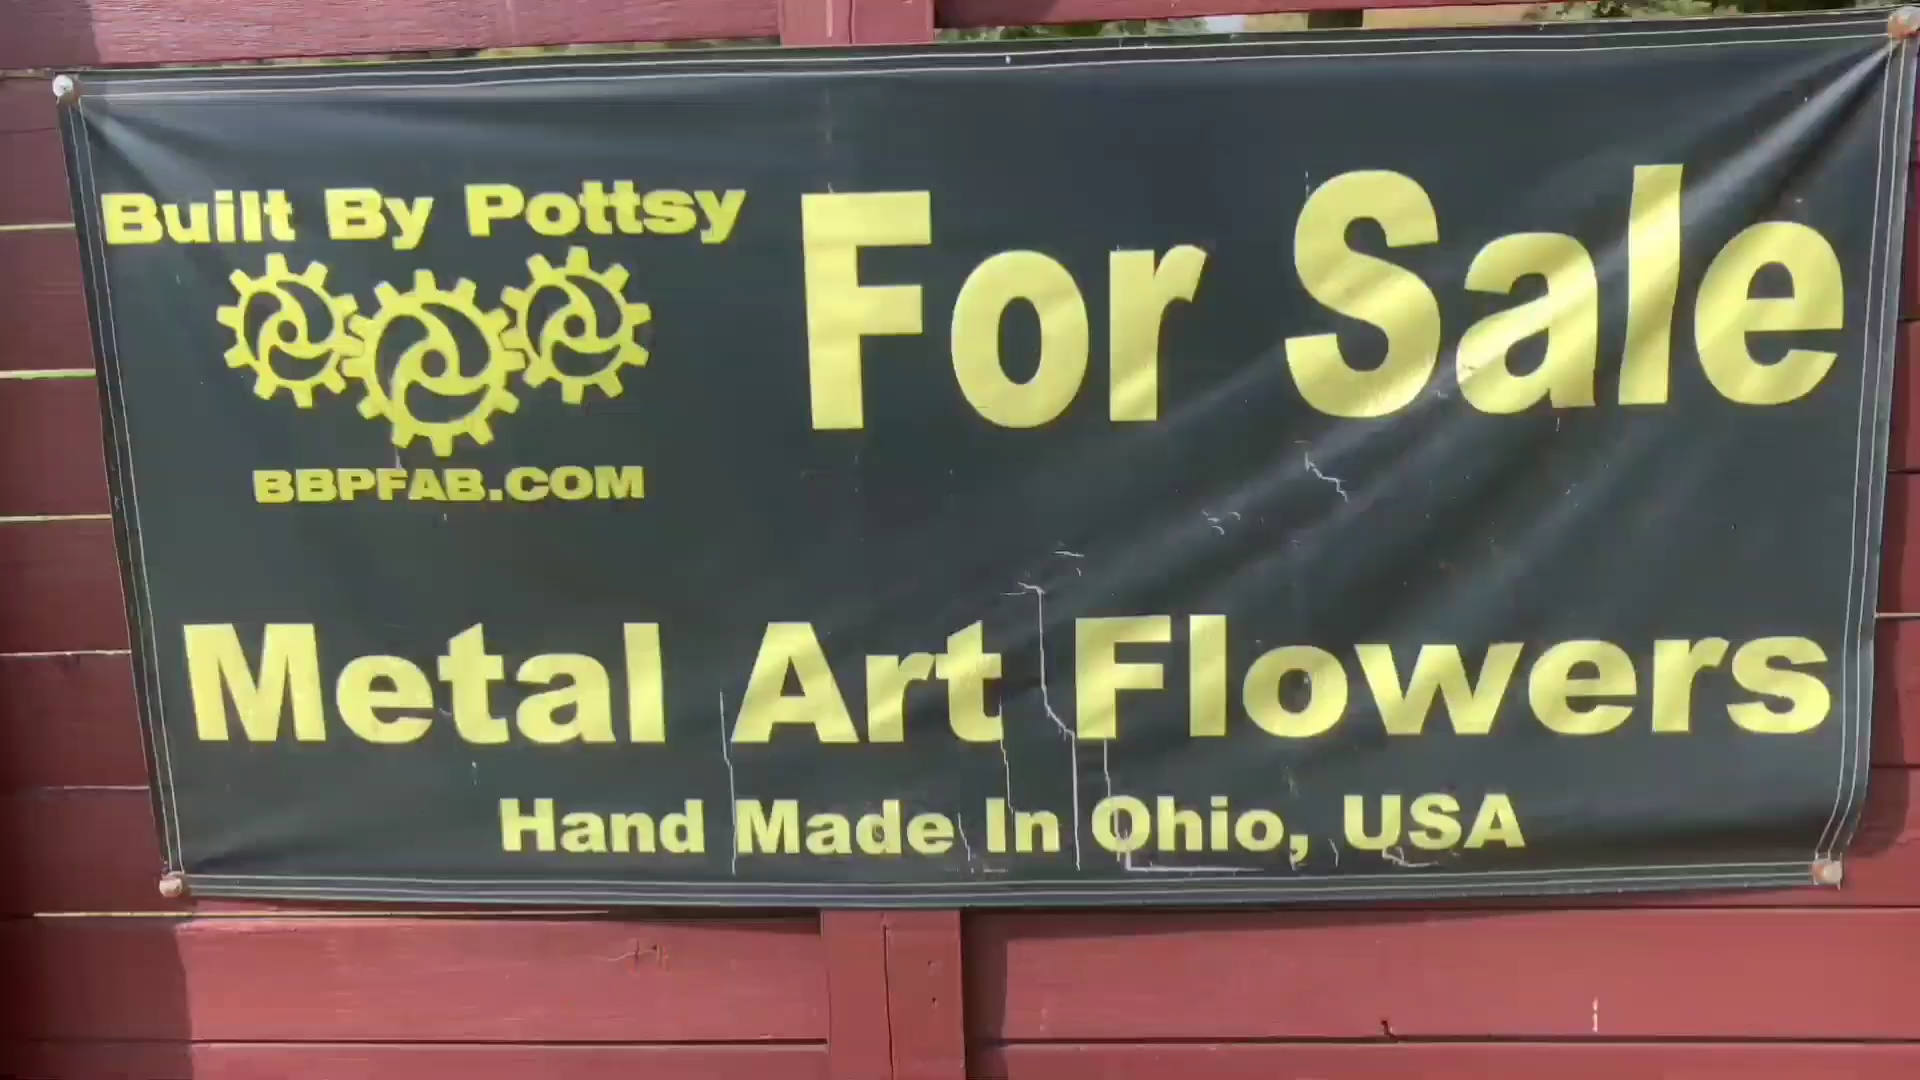 Built By Pottsy
BBPFAB.COM
For Sale
Metal Art Flowers
Hand Made In Ohio, USA